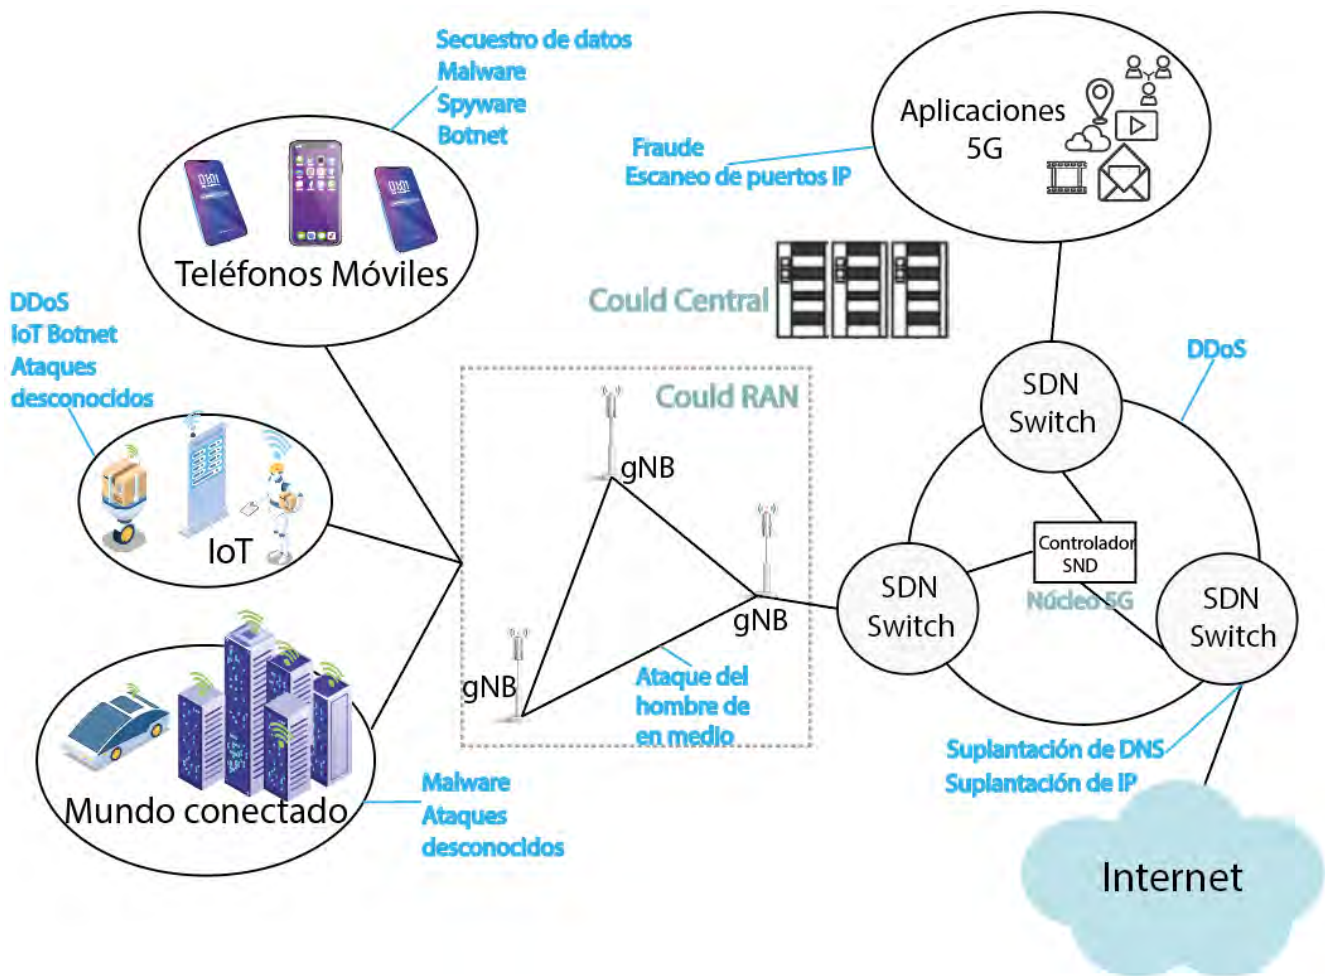 Secuestro de datos
Malware
Spyware
Botnet
Teléfonos Móviles
Aplicaciones
5G
Fraude
Escaneo de puertos IP
Could Central
DDoS
IoT Botnet
Ataques
desconocidos
IoT
Could RAN
gNB
gNB
gNB
Ataque del
hombre de
en medio
DDoS
SDN
Switch
SDN
Switch
Controlador
SND
Núcleo 5G
SDN
Switch
Suplantación de DNS
Suplantación de IP
Mundo conectado
Malware
Ataques
desconocidos
Internet